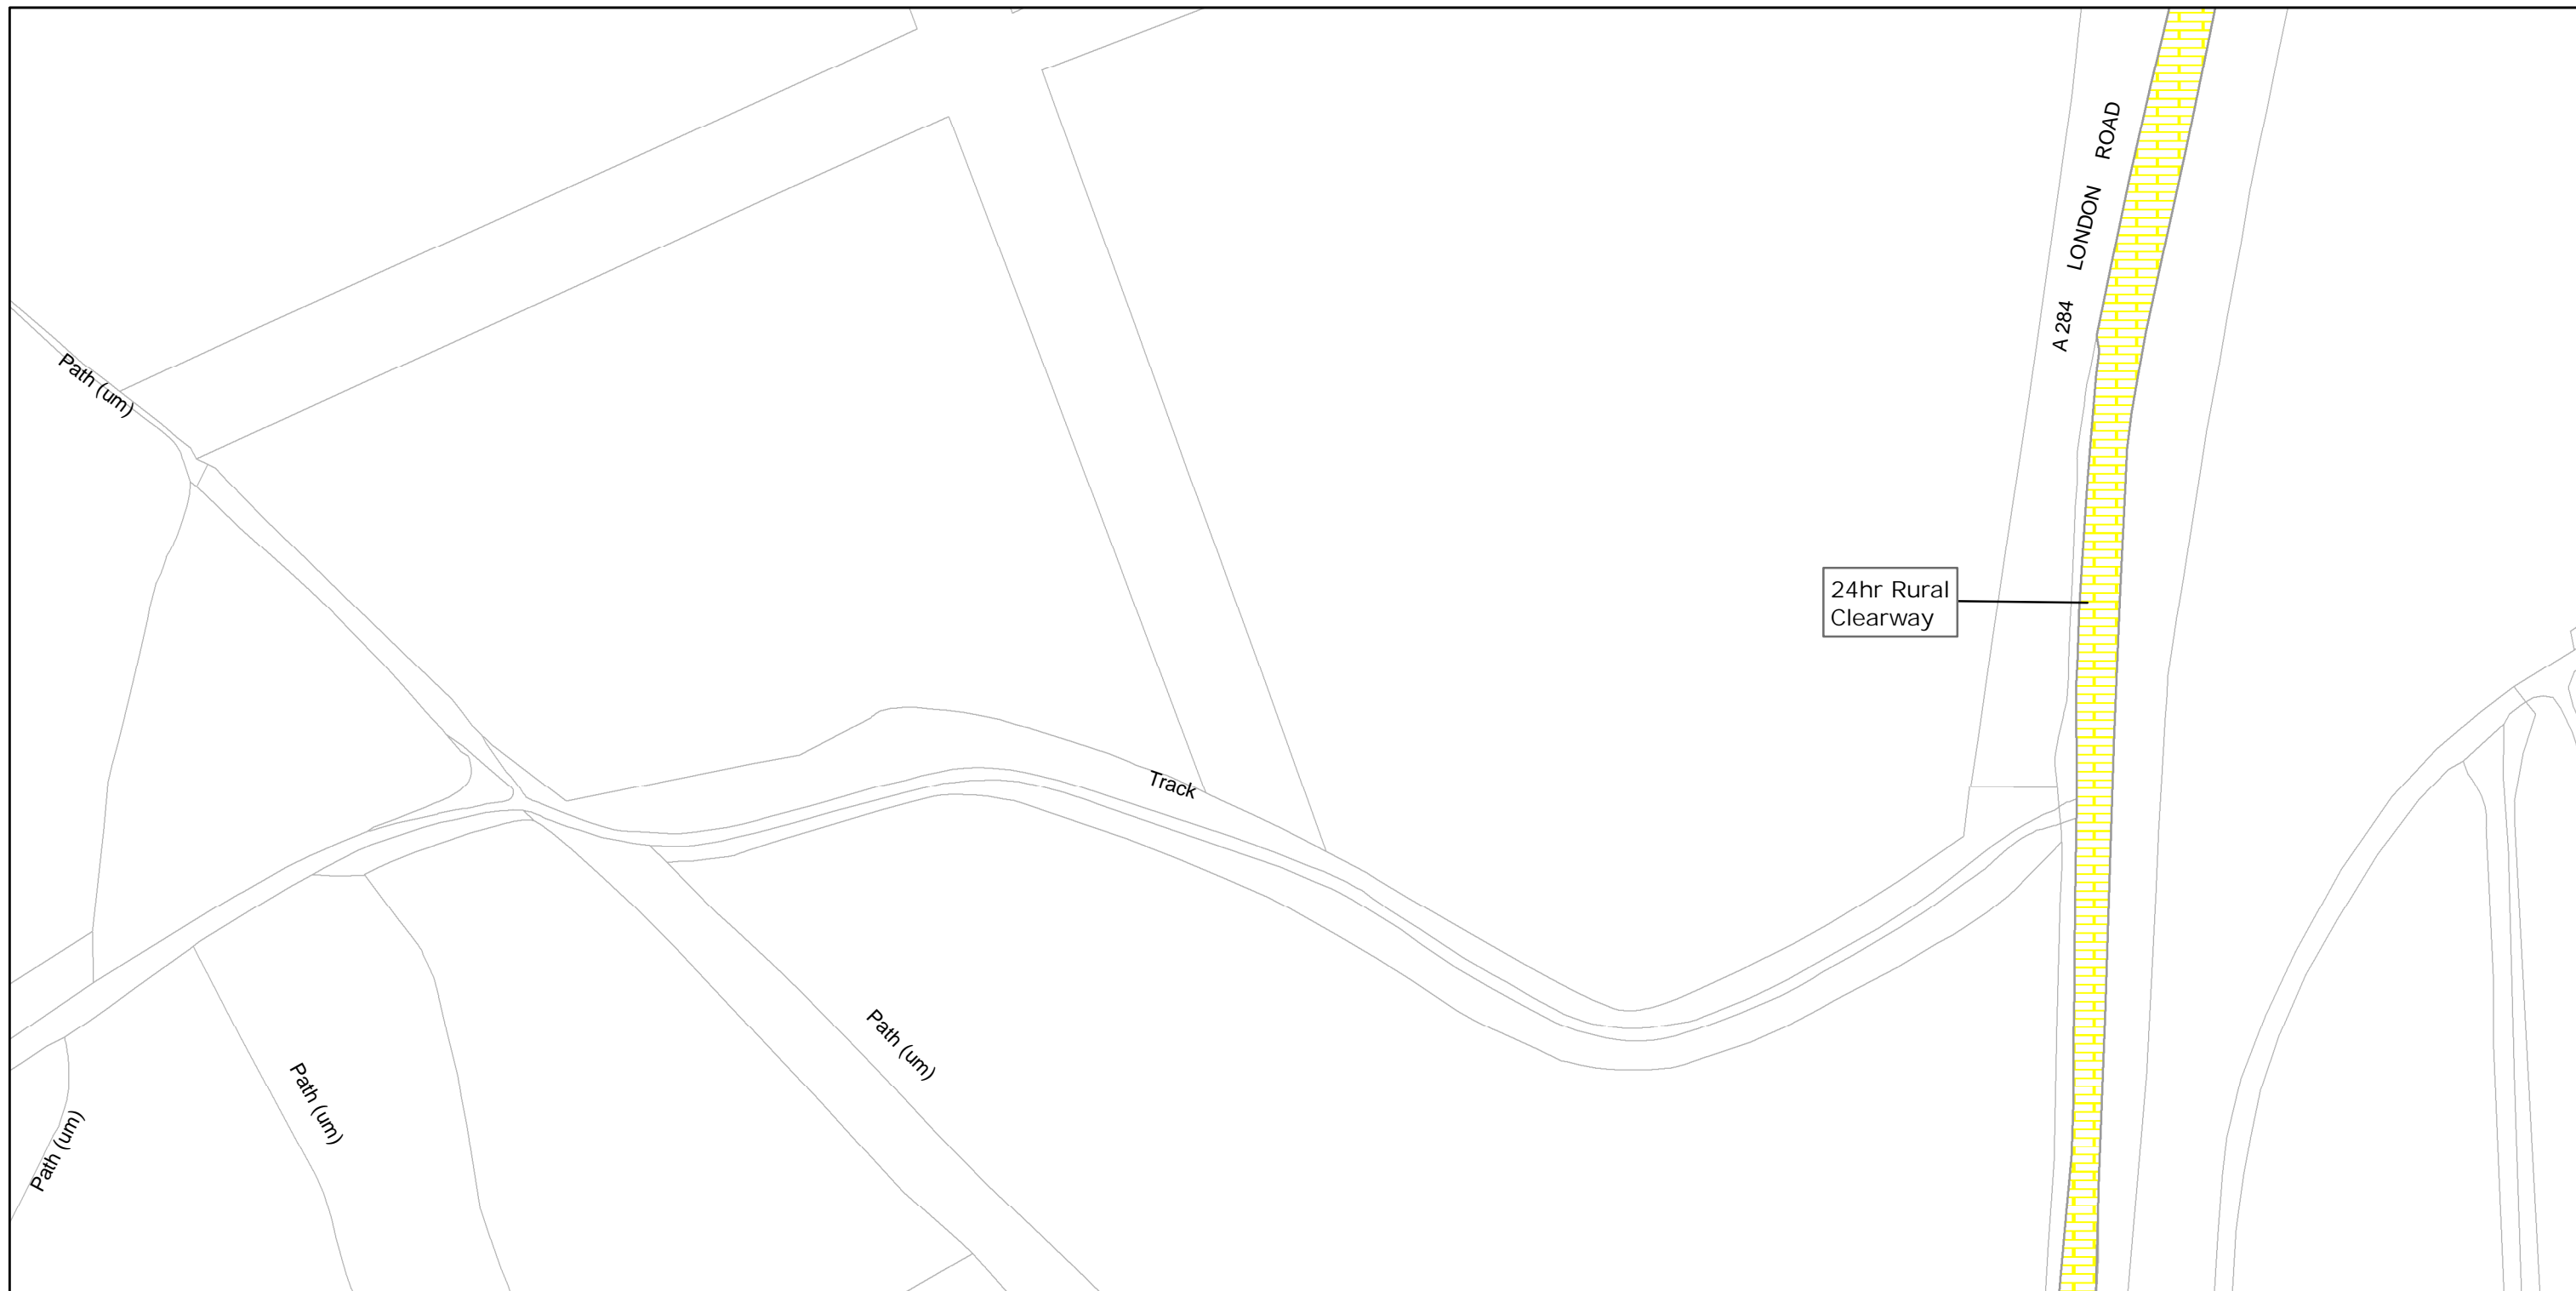 A 284 LONDON ROAD
Path (um)
24hr Rural
Clearway
Track
Path (um)
Path (um)
Path (um)